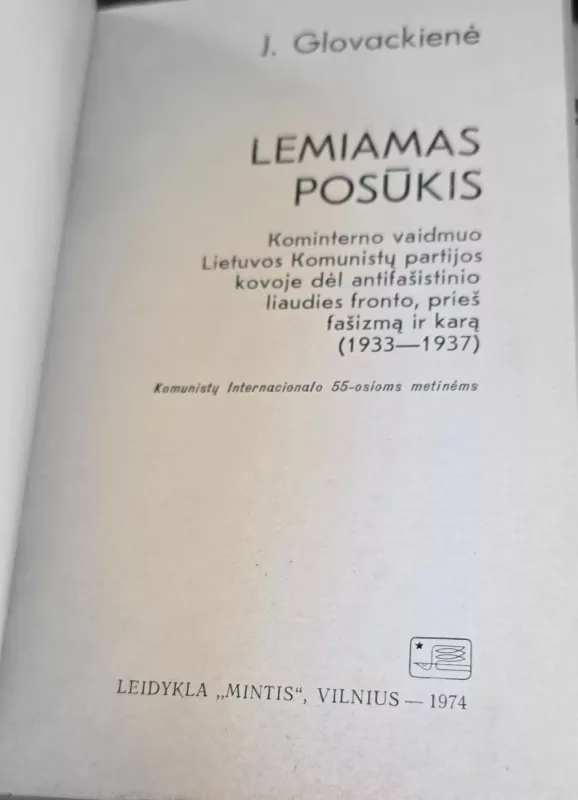 J. Glovackienė
LEMIAMAS
POSŪKIS
Kominterno vaidmuo
Lietuvos Komunistų partijos
kovoje dėl antifašistinio
liaudies fronto, prieš
fašizmą ir karą
(1933—1937)
Komunistų Internacionalo 55-osioms metinėms
LEIDYKLA „MINTIS“, VILNIUS — 1974